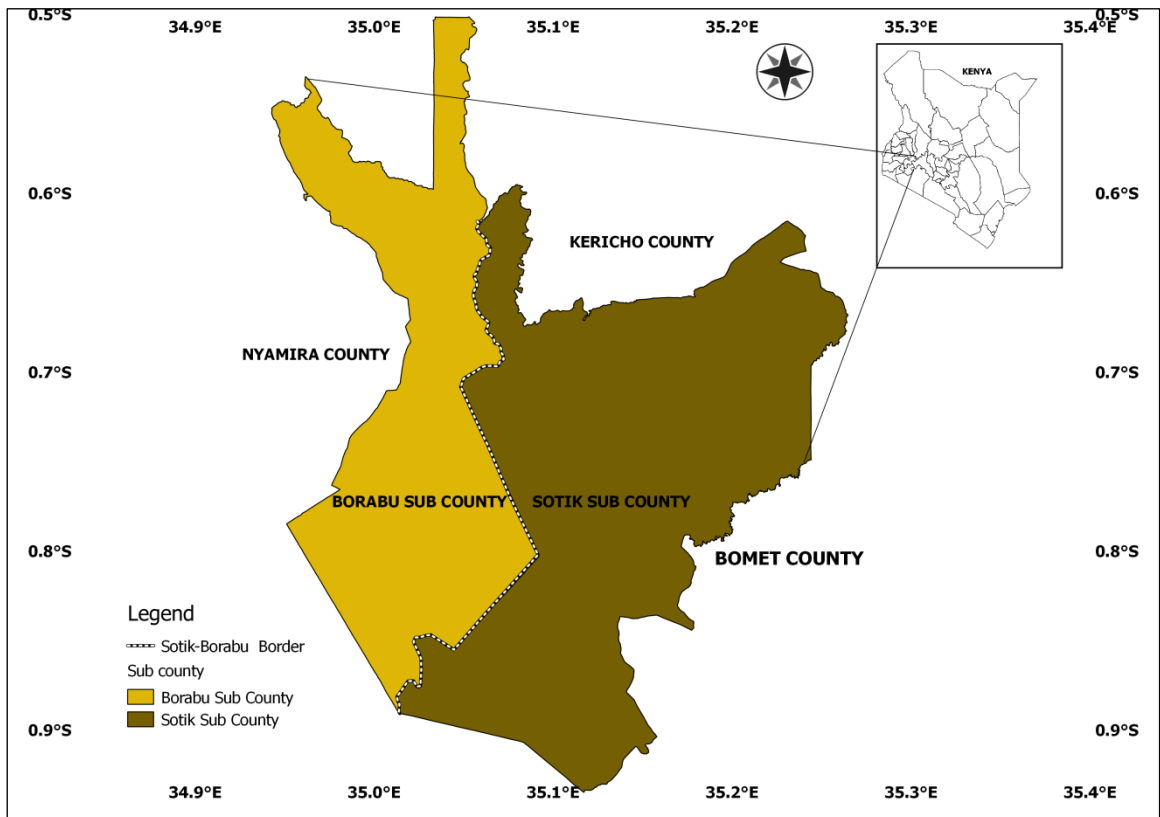 0.5°S
34.9°E
35.0°E
35.1°E
35.2°E
35.3°E
35.4°E
0.5°S
KENYA
0.6°S
0.6°S
KERICHO COUNTY
NYAMIRA COUNTY
0.7°S
0.7°S
BORABU SUB COUNTY
SOTIK SUB COUNTY
0.8°S
BOMET COUNTY
0.8°S
Legend
Sotik-Borabu Border
Sub county
Borabu Sub County
Sotik Sub County
0.9°S
0.9°S
34.9°E
35.0°E
35.1°E
35.2°E
35.3°E
35.4°E